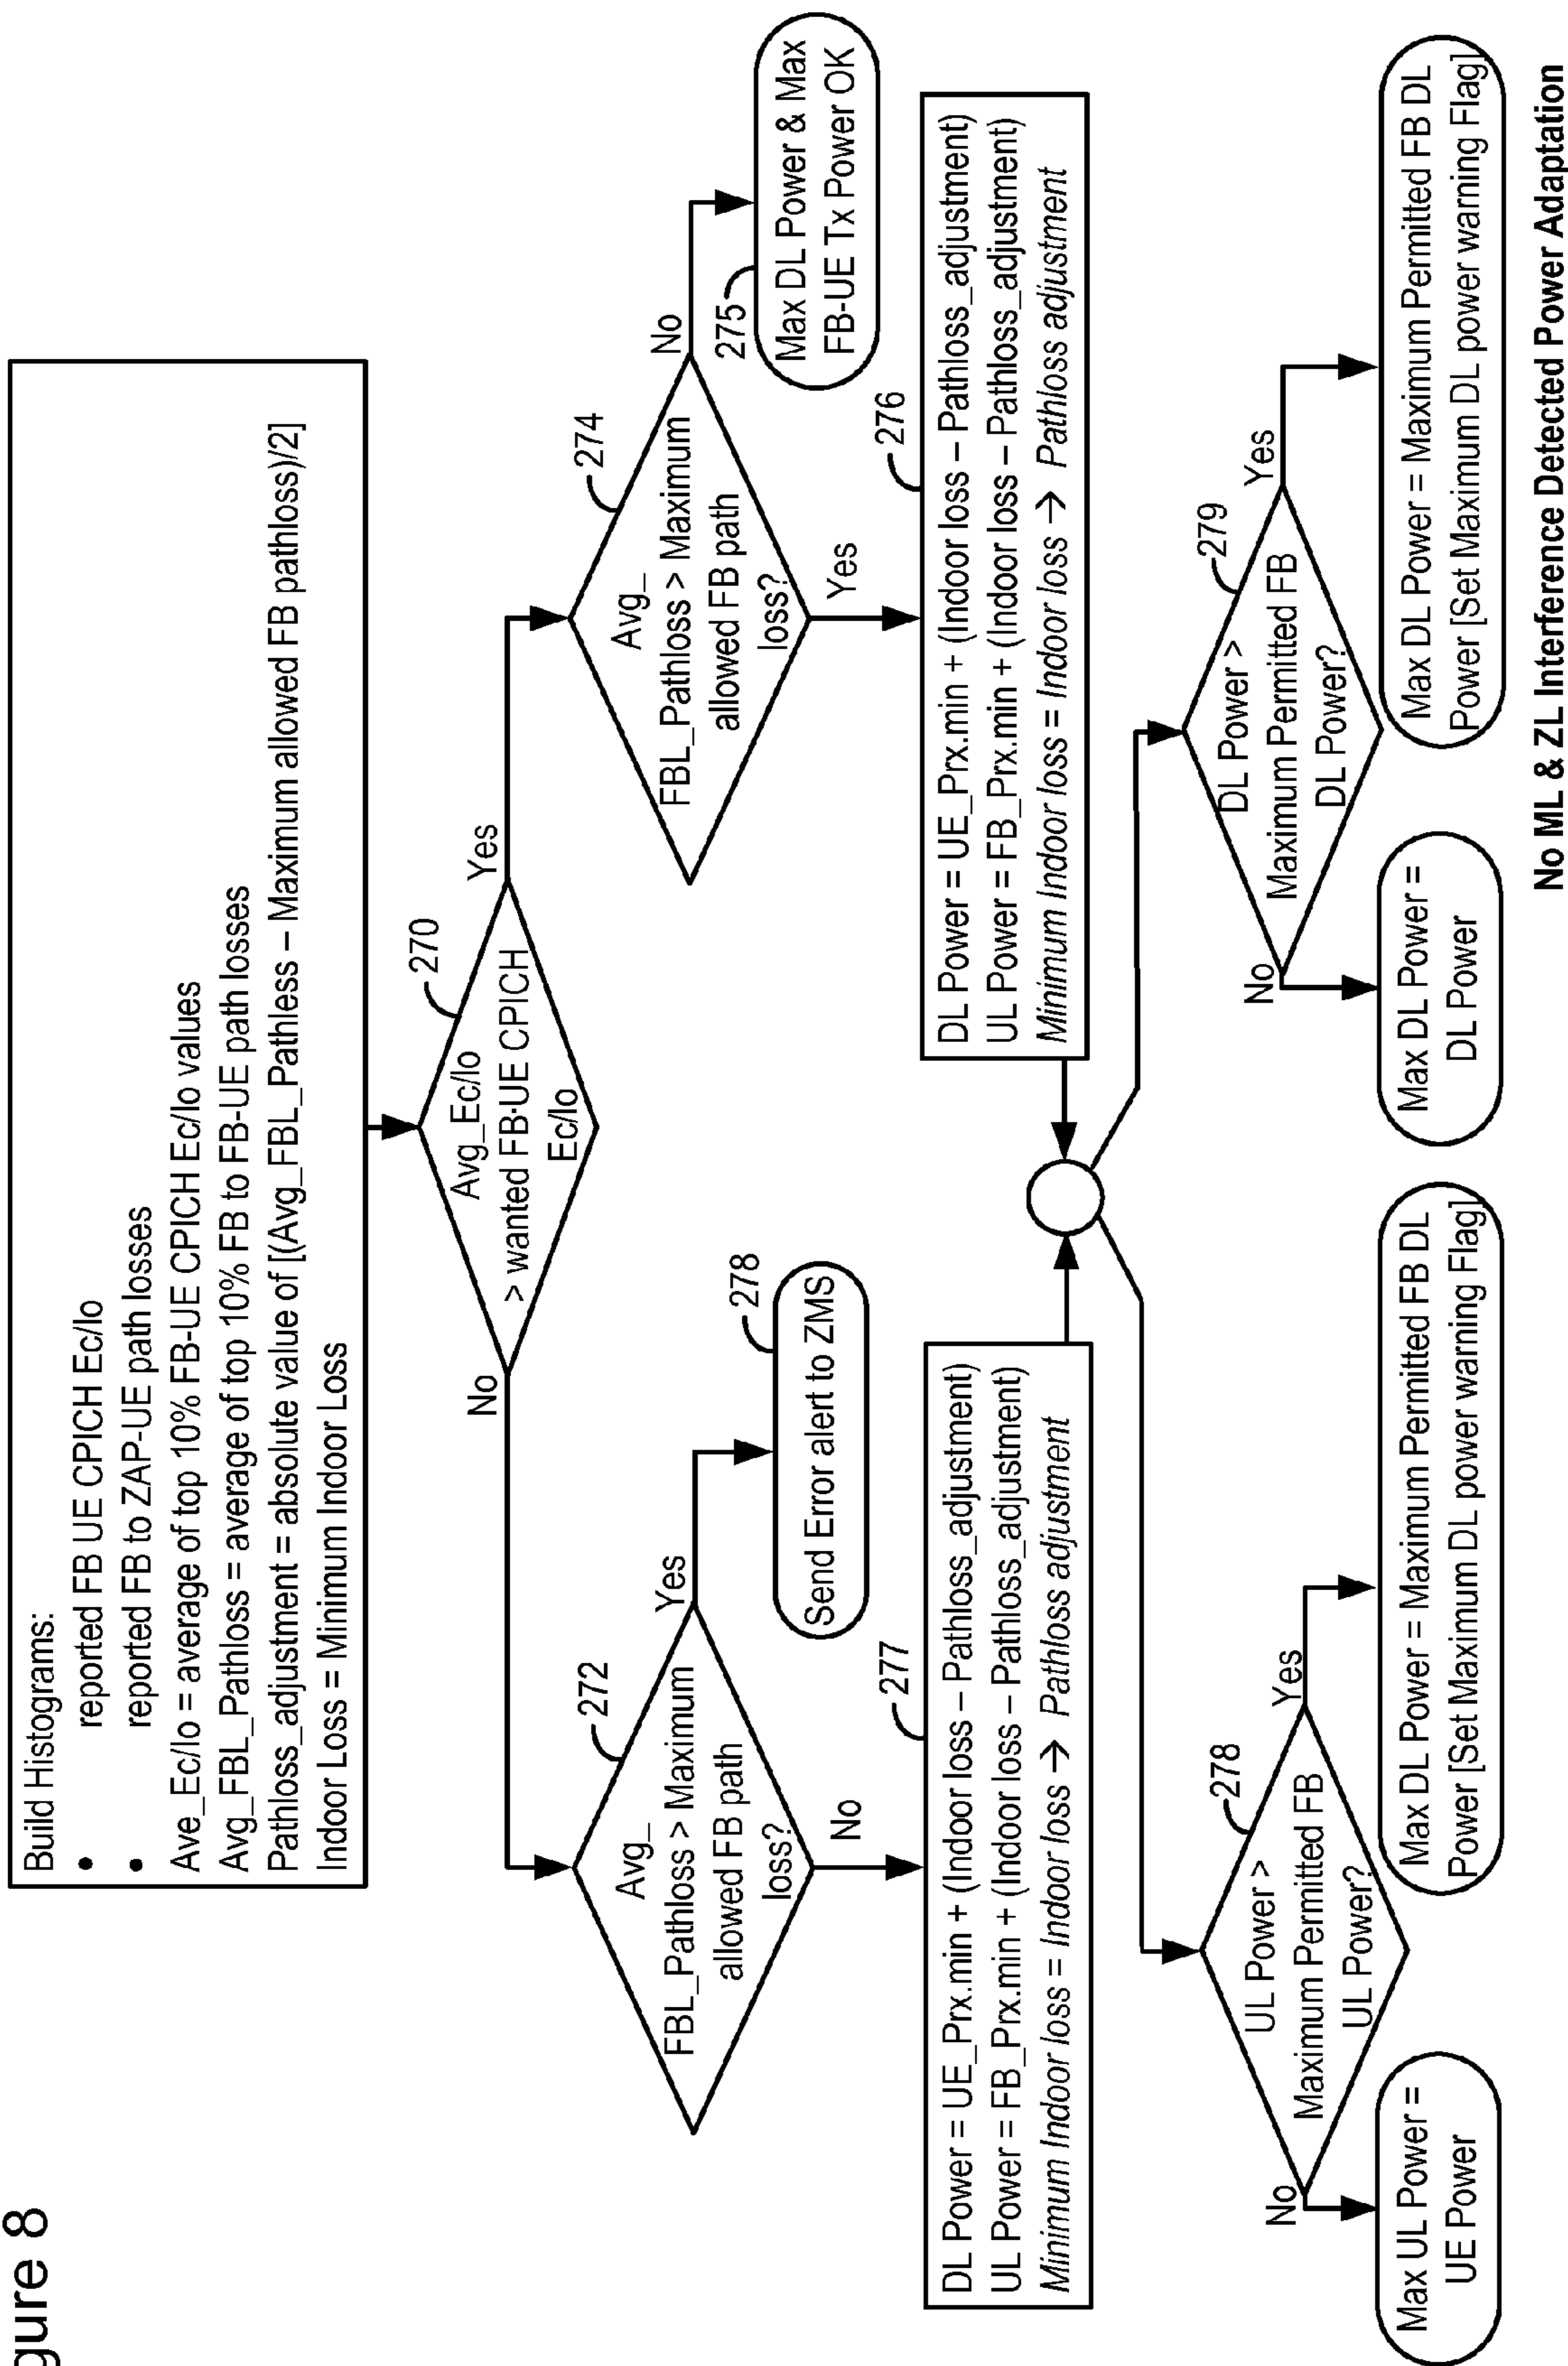 gure 8
Build Histograms:
• reported FB UE CPICH Ec/Io
• reported FB to ZAP-UE path losses
Ave_Ec/Io = average of top 10% FB-UE CPICH Ec/Io values
Avg_FBL_Pathloss = average of top 10% FB to FB-UE path losses
Pathloss_adjustment = absolute value of [(Avg_FBL_Pathless – Maximum allowed FB pathloss)/2]
Indoor Loss = Minimum Indoor Loss
270
Avg_Ec/Io
> wanted FB-UE CPICH
Ec/Io
No
Yes
272
Avg_
FBL_Pathloss > Maximum
allowed FB path
loss?
Yes
No
278
Send Error alert to ZMS
274
Avg_
FBL_Pathloss > Maximum
allowed FB path
loss?
No
Yes
275
Max DL Power & Max
FB-UE Tx Power OK
277
DL Power = UE_Prx.min + (Indoor loss – Pathloss_adjustment)
UL Power = FB_Prx.min + (Indoor loss – Pathloss_adjustment)
Minimum Indoor loss = Indoor loss → Pathloss adjustment
276
DL Power = UE_Prx.min + (Indoor loss – Pathloss_adjustment)
UL Power = FB_Prx.min + (Indoor loss – Pathloss_adjustment)
Minimum Indoor loss = Indoor loss → Pathloss adjustment
278
UL Power >
Maximum Permitted FB
UL Power?
No
Yes
Max UL Power =
UE Power
Max DL Power = Maximum Permitted FB DL
Power [Set Maximum DL power warning Flag]
279
DL Power >
Maximum Permitted FB
DL Power?
No
Yes
Max DL Power =
DL Power
Max DL Power = Maximum Permitted FB DL
Power [Set Maximum DL power warning Flag]
No ML & ZL Interference Detected Power Adaptation